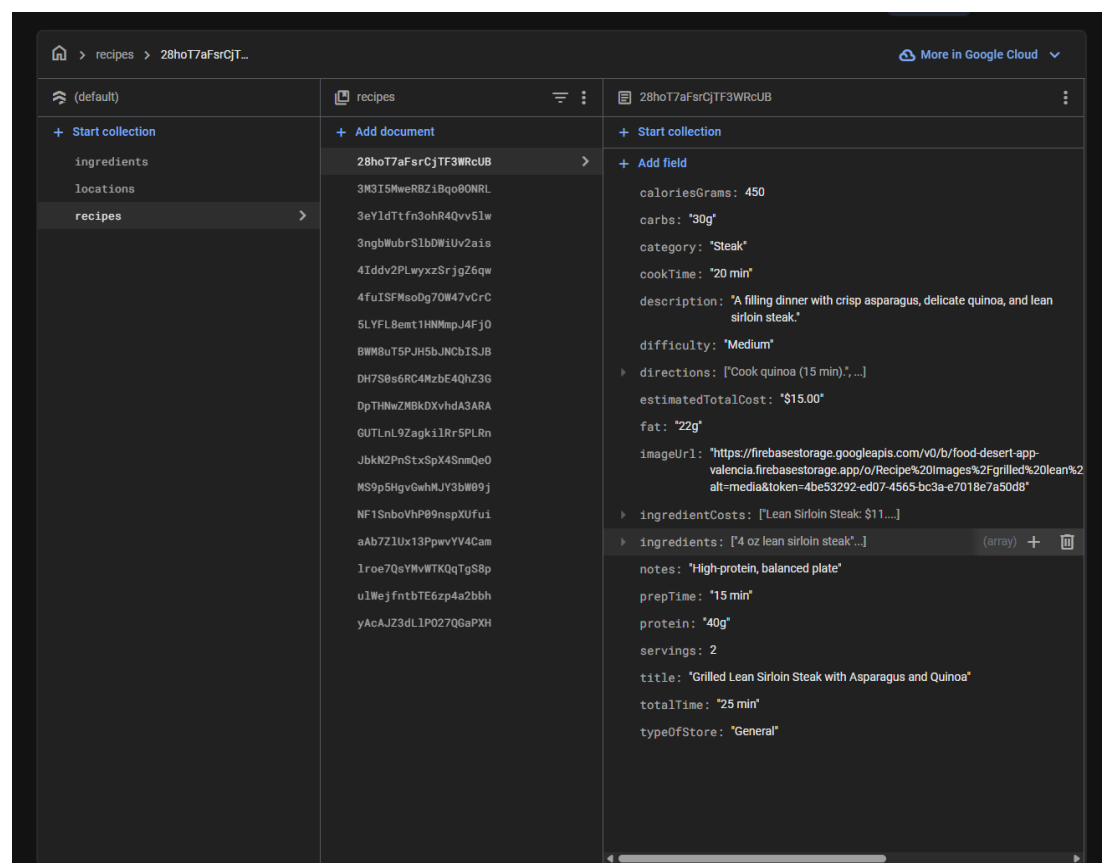 recipes > 28hoT7aFsrCjT...
More in Google Cloud
(default)
recipes
28hoT7aFsrCjTF3WRcUB
+ Start collection
ingredients
locations
recipes
+ Add document
28hoT7aFsrCjTF3WRcUB
3M3I5MweRBZiBqo0ONRL
3eYldTtfn3ohR4Qvv5lw
3ngbWubrSlbDWiUv2ais
4Iddv2PLwyxzSrjgZ6qw
4fuISFMsoDg7OW47vCrC
5LYFL8emt1HNMmpJ4FjO
BWM8uT5PJH5bJNCbISJB
DH7S0s6RC4MzbE4QhZ3G
DpTHNwZMBkDXvhdA3ARA
GUTLnL9ZagkilRr5PLRn
JbkN2PnStxSpX4SnmQeO
MS9p5HgvGwhMJY3bW09j
NF1SnboVhP09nspXUfui
aAb7ZlUx13PpwvYV4Cam
lroe7QsYMvWTKQqTgS8p
ulWejfntbTE6zp4a2bbh
yAcAJZ3dLlPO27QGaPXH
+ Start collection
+ Add field
caloriesGrams: 450
carbs: "30g"
category: "Steak"
cookTime: "20 min"
description: "A filling dinner with crisp asparagus, delicate quinoa, and lean
sirloin steak."
difficulty: "Medium"
directions: ["Cook quinoa (15 min).", ...]
estimatedTotalCost: "$15.00"
fat: "22g"
imageUrl: "https://firebasestorage.googleapis.com/v0/b/food-desert-app-
valencia.firebasestorage.app/o/Recipe%20Images%2Fgrilled%20lean%2
alt=media&token=4be53292-ed07-4565-bc3a-e7018e7a50d8"
ingredientCosts: ["Lean Sirloin Steak: $11....]
ingredients: ["4 oz lean sirloin steak"...] (array) +
notes: "High-protein, balanced plate"
prepTime: "15 min"
protein: "40g"
servings: 2
title: "Grilled Lean Sirloin Steak with Asparagus and Quinoa"
totalTime: "25 min"
typeOfStore: "General"